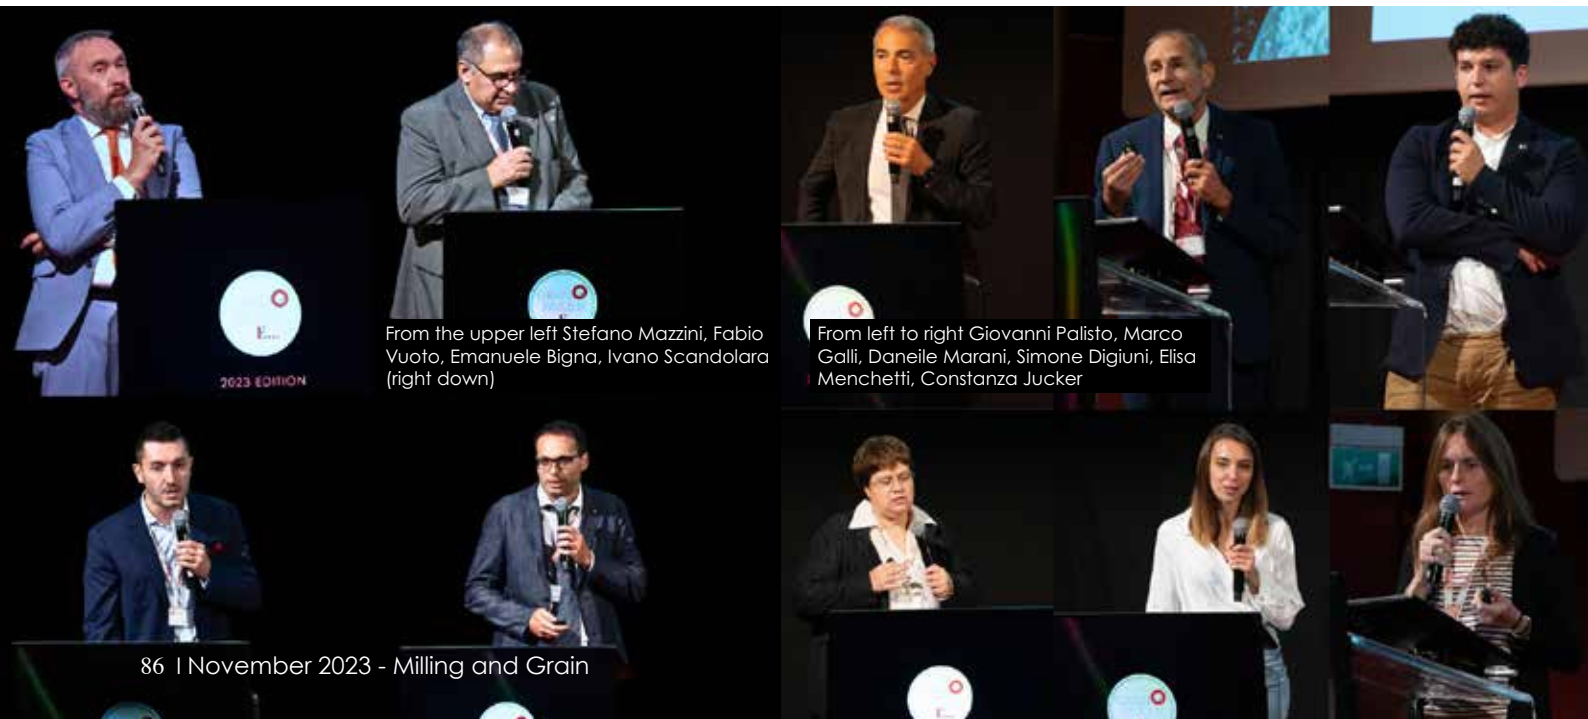 2023 EDITION
From the upper left Stefano Mazzini, Fabio
Vuoto, Emanuele Bigna, Ivano Scandolara
(right down)
From left to right Giovanni Palisto, Marco
Galli, Daneile Marani, Simone Digiuni, Elisa
Menchetti, Constanza Jucker
86 I November 2023 - Milling and Grain